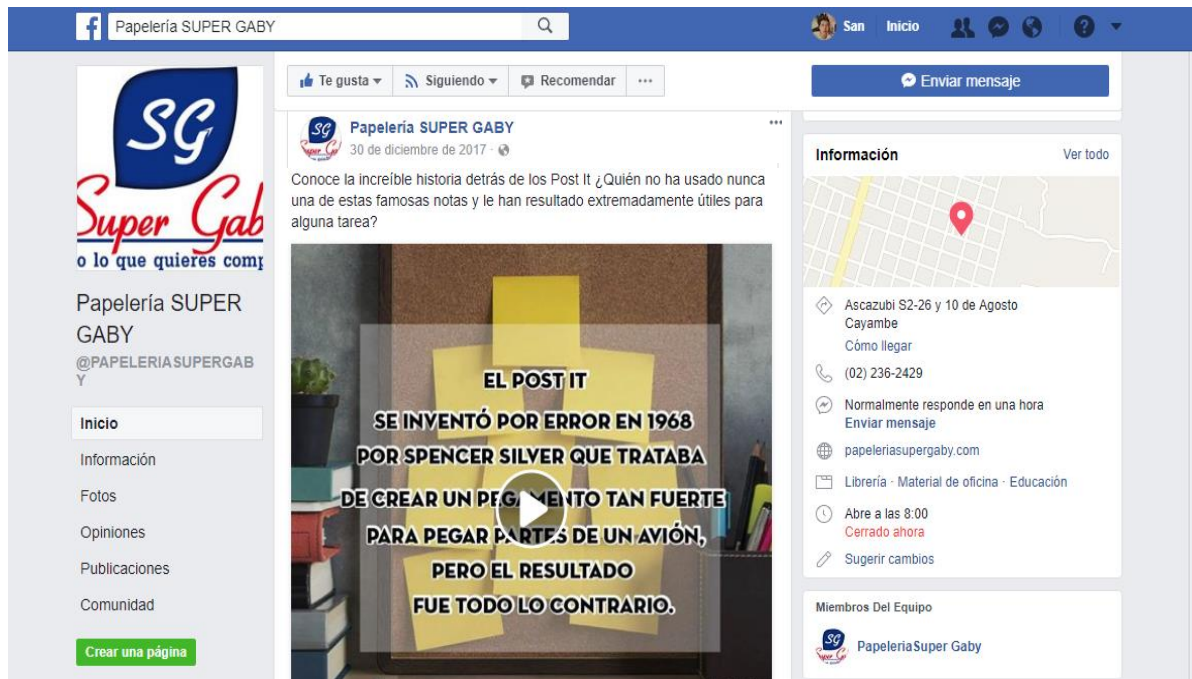 Papelería SUPER GABY
San Inicio
SG
Super Gab
o lo que quieres comp
Papelería SUPER
GABY
@PAPELERIASUPERGAB
Y
Inicio
Información
Fotos
Opiniones
Publicaciones
Comunidad
Crear una página
Te gusta Siguiendo Recomendar ...
SG
Papelería SUPER GABY
30 de diciembre de 2017 ·
Conoce la increíble historia detrás de los Post It ¿Quién no ha usado nunca
una de estas famosas notas y le han resultado extremadamente útiles para
alguna tarea?
EL POST IT
SE INVENTÓ POR ERROR EN 1968
POR SPENCER SILVER QUE TRATABA
DE CREAR UN PEGAMENTO TAN FUERTE
PARA PEGAR PARTES DE UN AVIÓN,
PERO EL RESULTADO
FUE TODO LO CONTRARIO.
Enviar mensaje
Información Ver todo
Ascazubi S2-26 y 10 de Agosto
Cayambe
Cómo llegar
(02) 236-2429
Normalmente responde en una hora
Enviar mensaje
papeleriasupergaby.com
Librería · Material de oficina · Educación
Abre a las 8:00
Cerrado ahora
Sugerir cambios
Miembros Del Equipo
SG
PapeleriaSuper Gaby